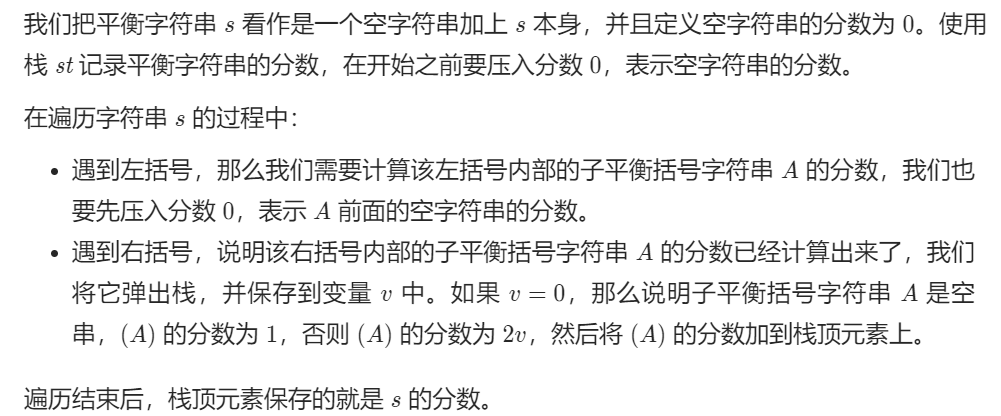 我们把平衡字符串 s 看作是一个空字符串加上 s 本身，并且定义空字符串的分数为 0。使用
栈 st 记录平衡字符串的分数，在开始之前要压入分数 0，表示空字符串的分数。
在遍历字符串 s 的过程中：
• 遇到左括号，那么我们需要计算该左括号内部的子平衡括号字符串 A 的分数，我们也
要先压入分数 0，表示 A 前面的空字符串的分数。
• 遇到右括号，说明该右括号内部的子平衡括号字符串 A 的分数已经计算出来了，我们
将它弹出栈，并保存到变量 v 中。如果 v = 0，那么说明子平衡括号字符串 A 是空
串，(A) 的分数为 1，否则 (A) 的分数为 2v，然后将 (A) 的分数加到栈顶元素上。
遍历结束后，栈顶元素保存的就是 s 的分数。